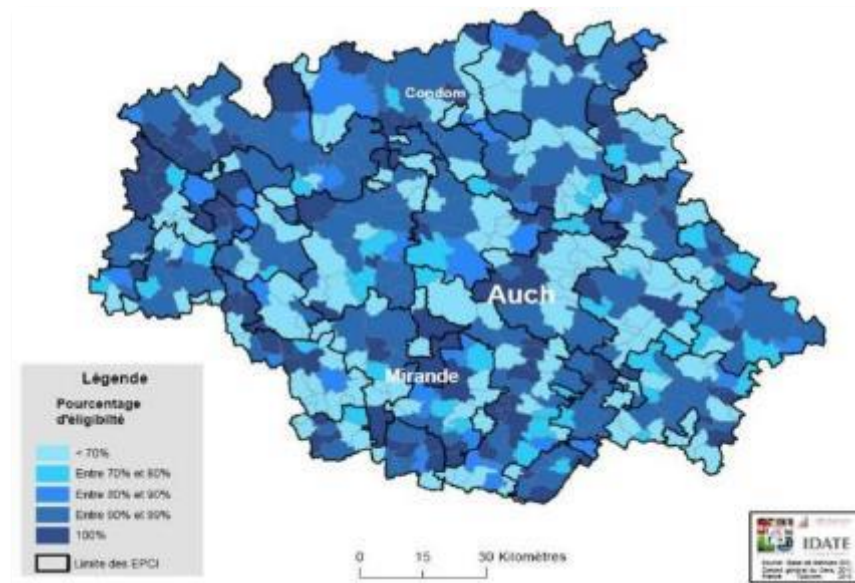 Condom
Auch
Mirande
Légende
Pourcentage
d'éligibilté
< 70%
Entre 70% et 80%
Entre 80% et 90%
Entre 90% et 99%
100%
Limite des EPCI
0 15 30 Kilomètres
IDATE